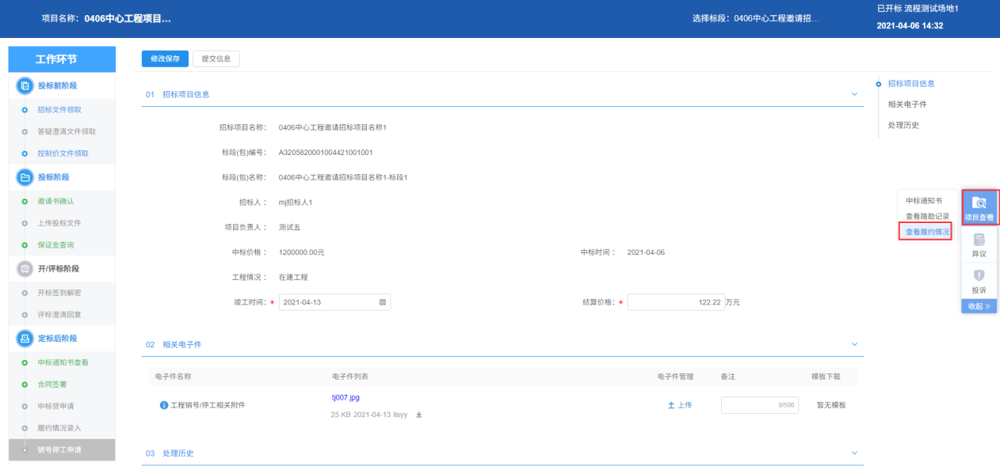 项目名称：0406中心工程项目...
选择标段：0406中心工程邀请招...
已开标 流程测试场地1
2021-04-06 14:32
工作环节
投标前阶段
招标文件领取
答疑澄清文件领取
控制价文件领取
投标阶段
邀请书确认
上传投标文件
保证金查询
开/评标阶段
开标签到解密
评标澄清回复
定标后阶段
中标通知书查看
合同签署
中标贷申请
履约情况录入
销号停工申请
修改保存 提交信息
01 招标项目信息
招标项目名称： 0406中心工程邀请招标项目名称1
标段(包)编号： A3205820001004421001001
标段(包)名称： 0406中心工程邀请招标项目名称1-标段1
招标人： mj招标人1
项目负责人： 测试五
中标价格： 1200000.00元 中标时间： 2021-04-06
工程情况： 在建工程
竣工时间：* 2021-04-13 结算价格：* 122.22 万元
02 相关电子件
电子件名称 电子件列表 电子件管理 备注 模板下载
工程销号/停工相关附件
tj007.jpg
25 KB 2021-04-13 lisyy
上传 0/500 暂无模板
03 处理历史
招标项目信息
相关电子件
处理历史
中标通知书
查看踏勘记录
查看履约情况
项目查看
异议
投诉
收起 »